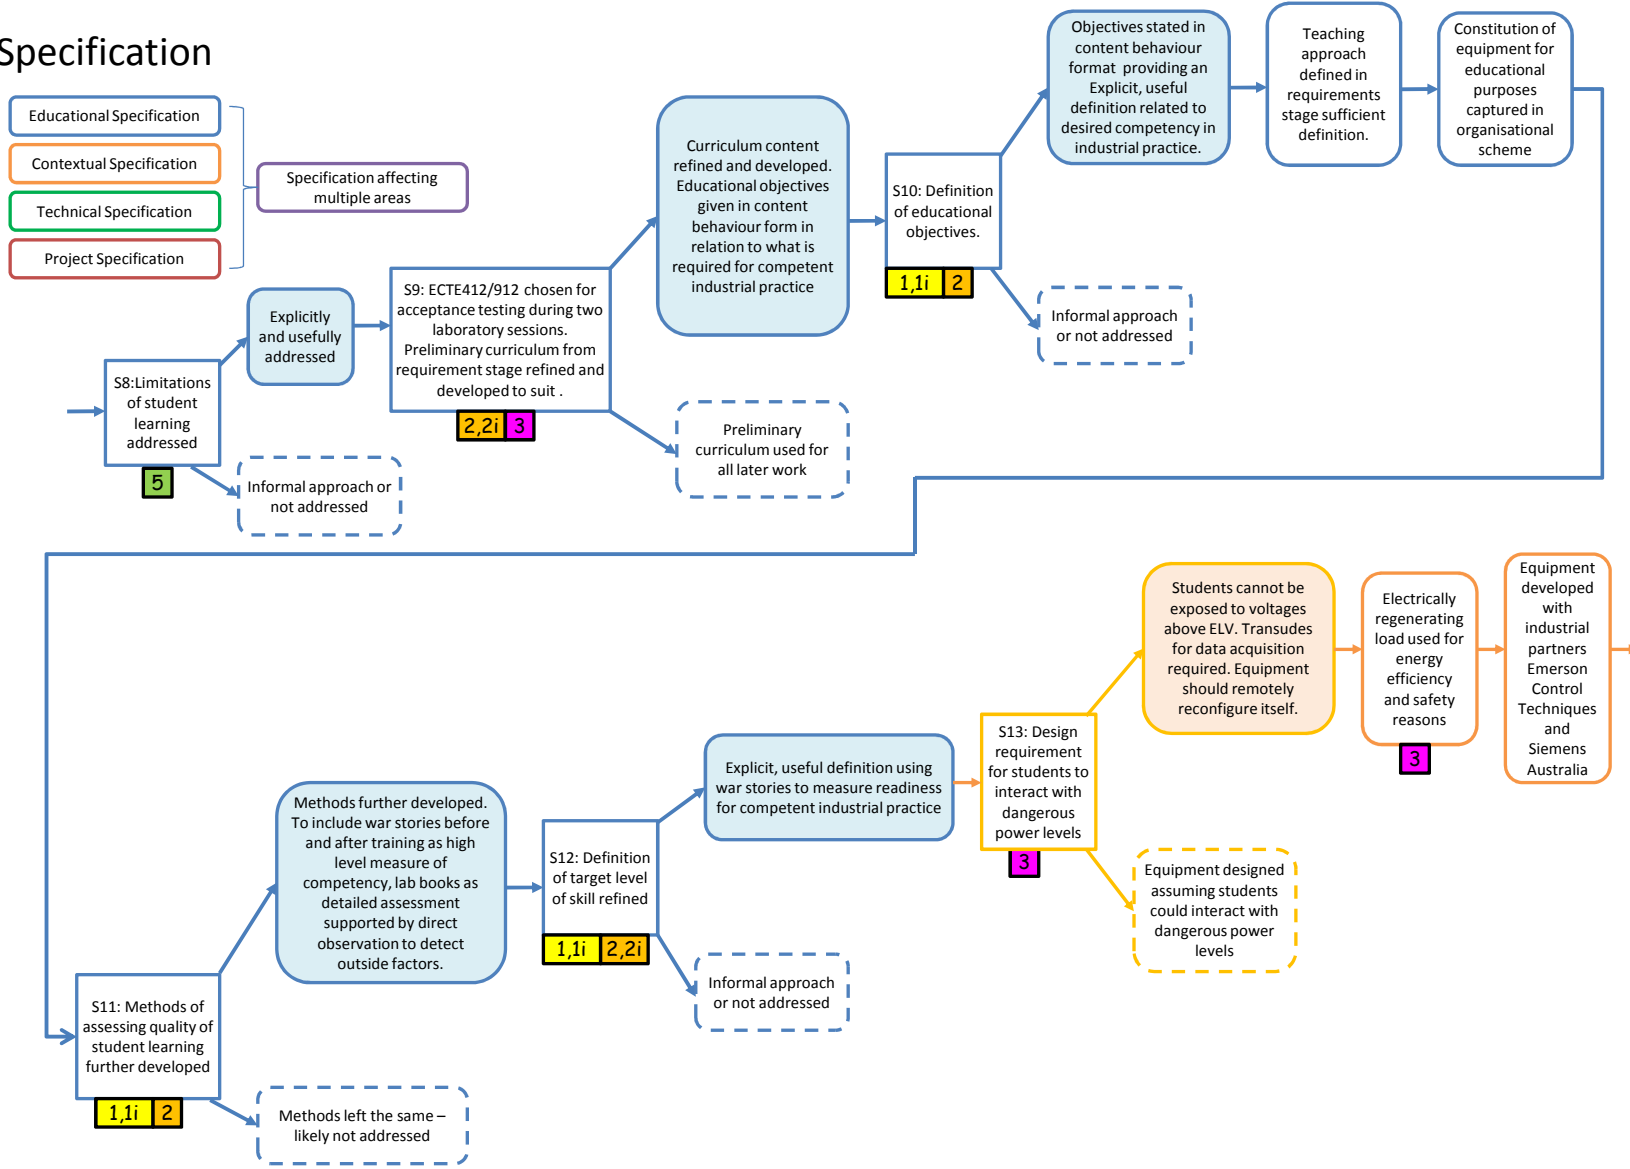 Specification
Educational Specification
Contextual Specification
Technical Specification
Project Specification
Specification affecting
multiple areas
S8:Limitations
of student
learning
addressed
5
Explicitly
and usefully
addressed
Informal approach or
not addressed
S9: ECTE412/912 chosen for
acceptance testing during two
laboratory sessions.
Preliminary curriculum from
requirement stage refined and
developed to suit .
2,2i 3
Curriculum content
refined and developed.
Educational objectives
given in content
behaviour form in
relation to what is
required for competent
industrial practice
Preliminary
curriculum used for
all later work
S10: Definition
of educational
objectives.
1,1i 2
Objectives stated in
content behaviour
format  providing an
Explicit, useful
definition related to
desired competency in
industrial practice.
Informal approach
or not addressed
Teaching
approach
defined in
requirements
stage sufficient
definition.
Constitution of
equipment for
educational
purposes
captured in
organisational
scheme
S11: Methods of
assessing quality of
student learning
further developed
1,1i 2
Methods further developed.
To include war stories before
and after training as high
level measure of
competency, lab books as
detailed assessment
supported by direct
observation to detect
outside factors.
Methods left the same –
likely not addressed
S12: Definition
of target level
of skill refined
1,1i 2,2i
Explicit, useful definition using
war stories to measure readiness
for competent industrial practice
Informal approach
or not addressed
S13: Design
requirement
for students to
interact with
dangerous
power levels
3
Students cannot be
exposed to voltages
above ELV. Transudes
for data acquisition
required. Equipment
should remotely
reconfigure itself.
Equipment designed
assuming students
could interact with
dangerous power
levels
Electrically
regenerating
load used for
energy
efficiency
and safety
reasons
3
Equipment
developed
with
industrial
partners
Emerson
Control
Techniques
and
Siemens
Australia